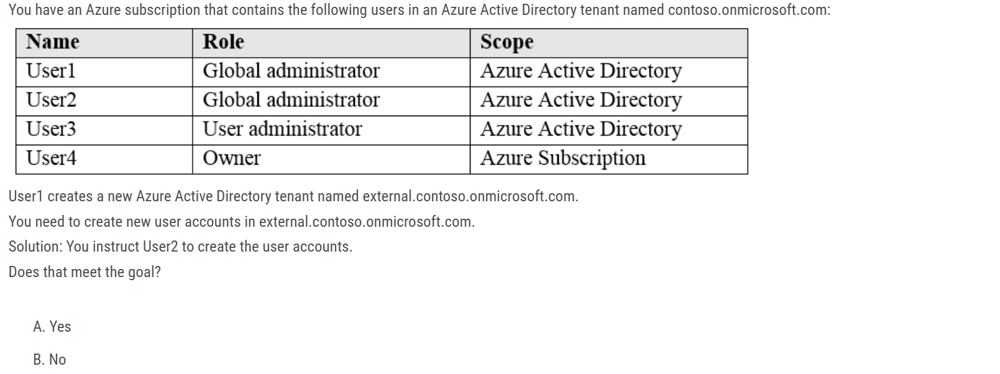 You have an Azure subscription that contains the following users in an Azure Active Directory tenant named contoso.onmicrosoft.com:
Name Role Scope
User1 Global administrator Azure Active Directory
User2 Global administrator Azure Active Directory
User3 User administrator Azure Active Directory
User4 Owner Azure Subscription
User1 creates a new Azure Active Directory tenant named external.contoso.onmicrosoft.com.
You need to create new user accounts in external.contoso.onmicrosoft.com.
Solution: You instruct User2 to create the user accounts.
Does that meet the goal?
A. Yes
B. No